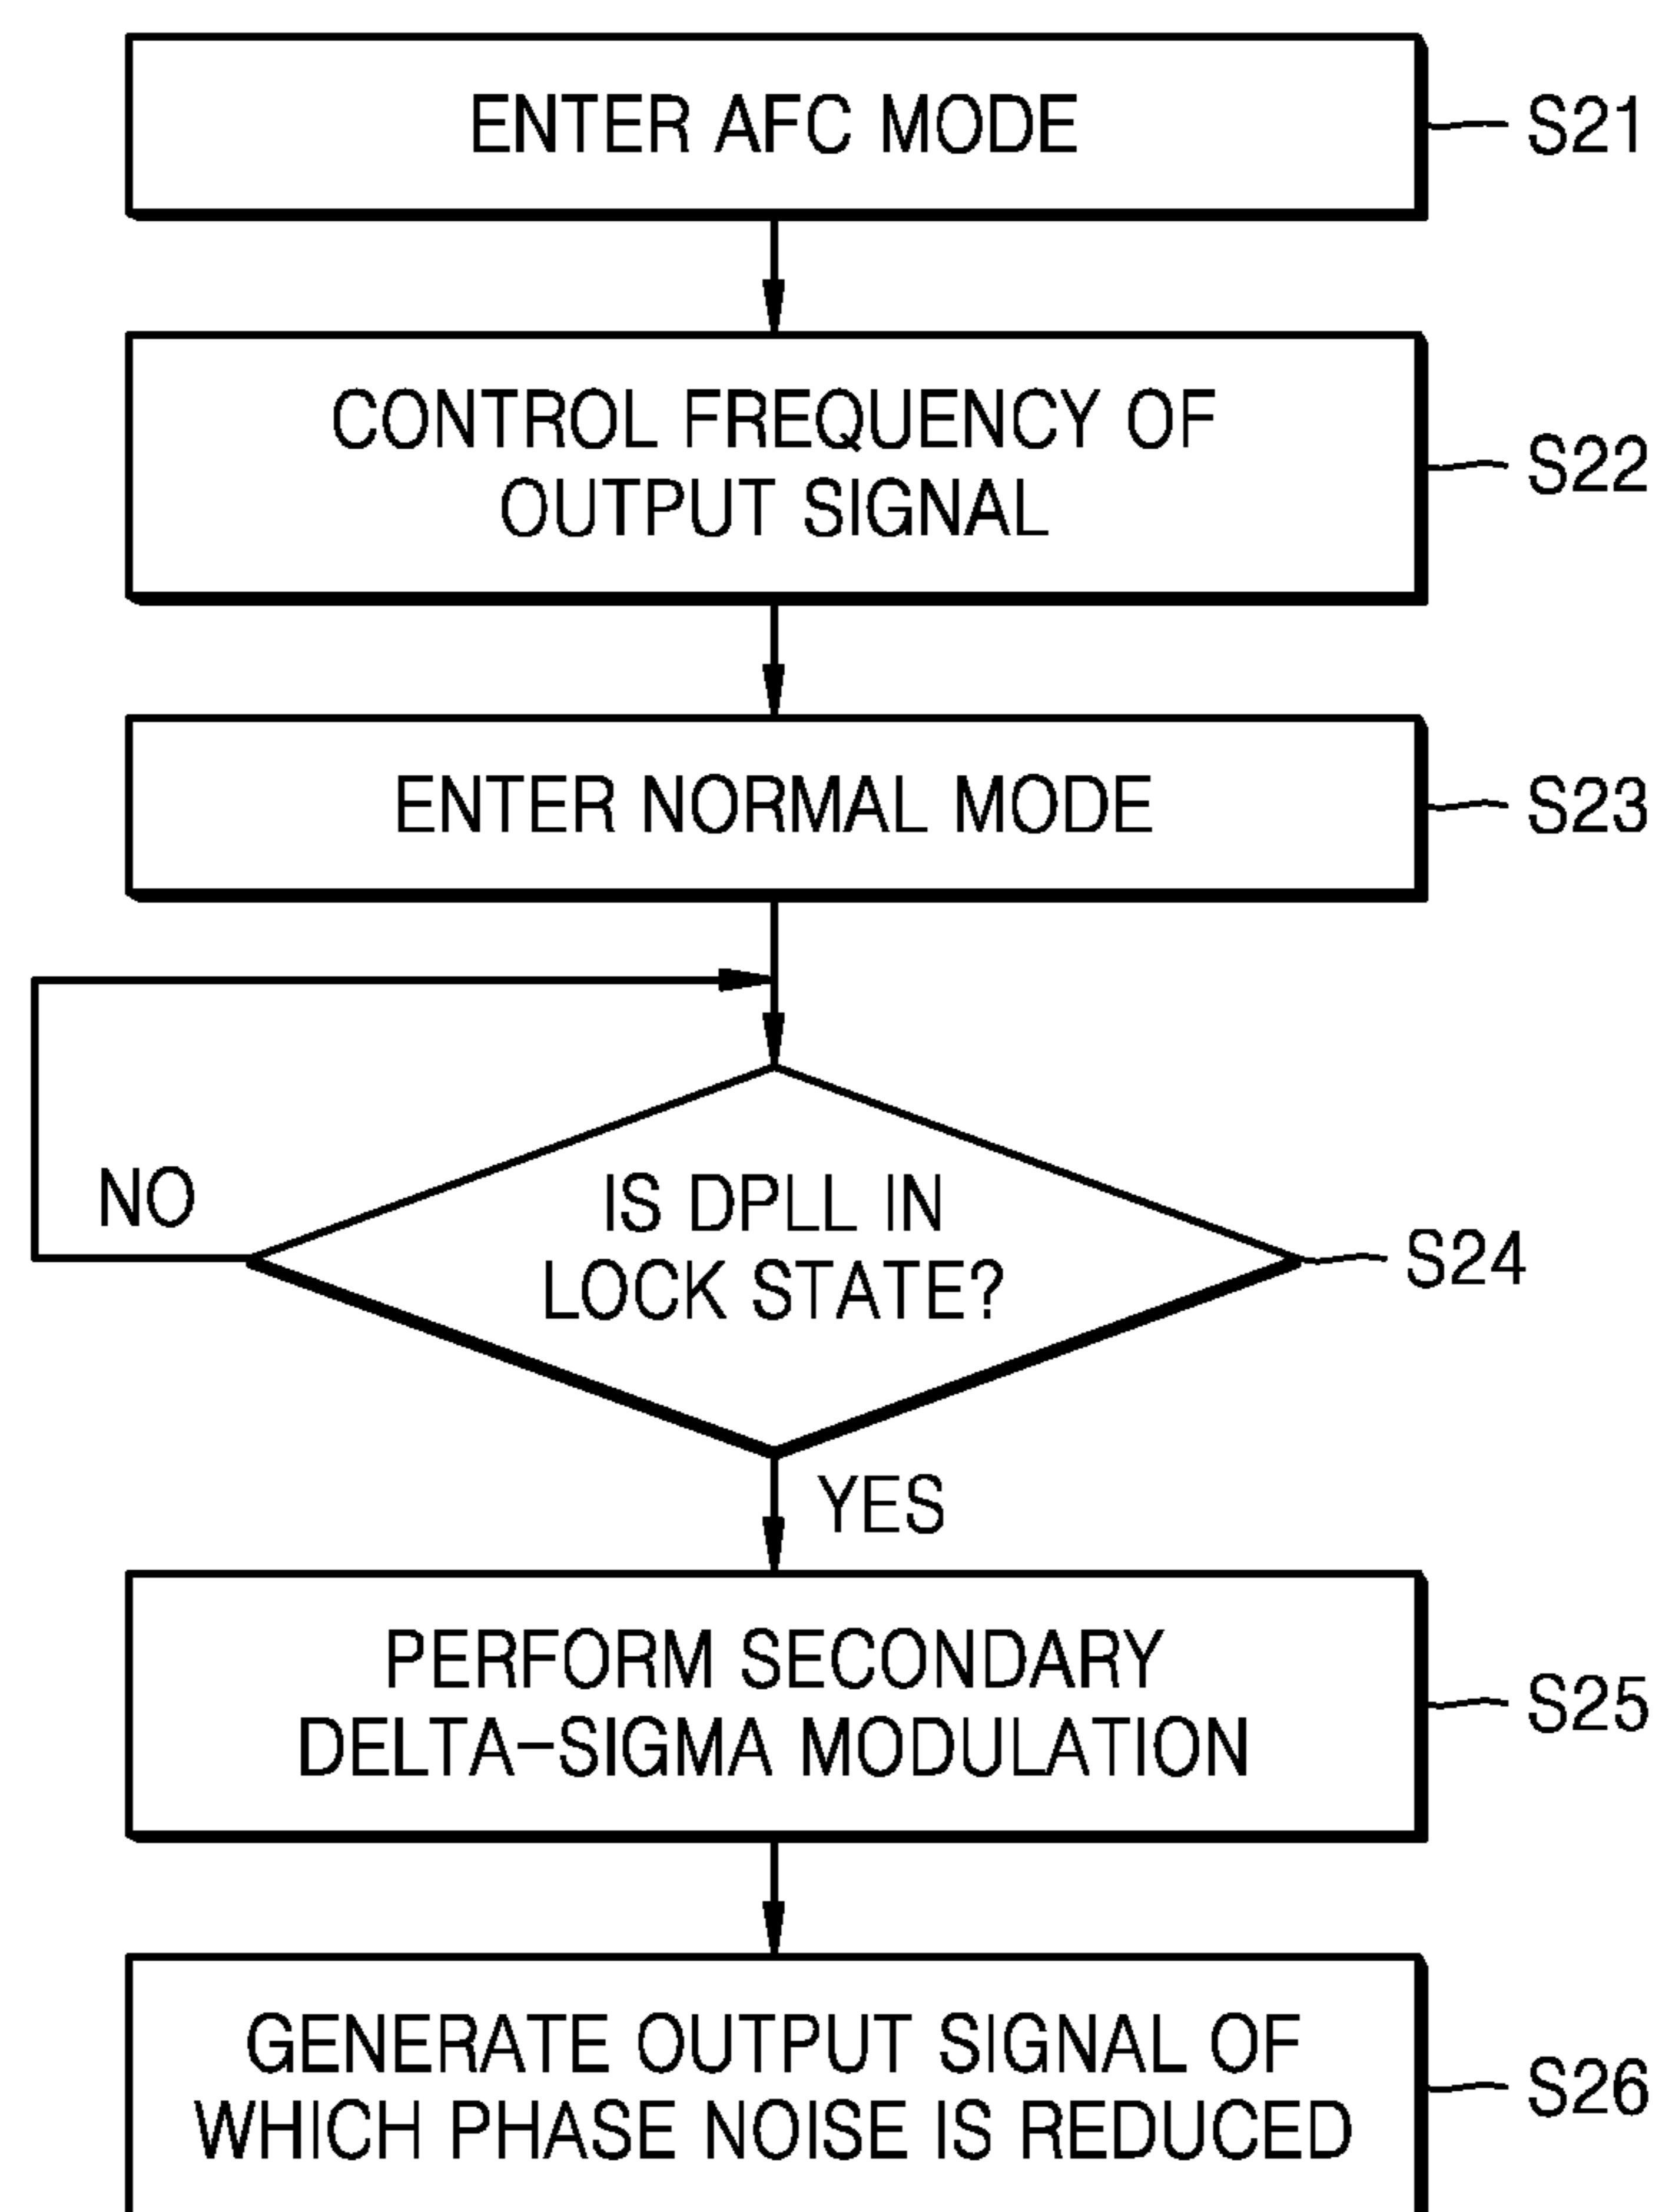 ENTER AFC MODE
S21
CONTROL FREQUENCY OF
OUTPUT SIGNAL
S22
ENTER NORMAL MODE
S23
NO
IS DPLL IN
LOCK STATE?
S24
YES
PERFORM SECONDARY
DELTA-SIGMA MODULATION
S25
GENERATE OUTPUT SIGNAL OF
WHICH PHASE NOISE IS REDUCED
S26